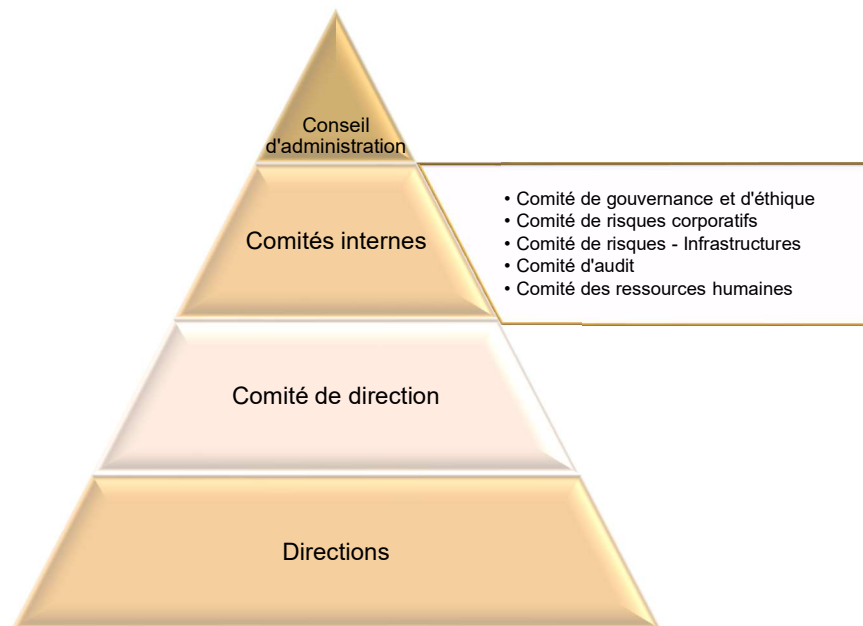 Conseil
d'administration
Comités internes
• Comité de gouvernance et d'éthique
• Comité de risques corporatifs
• Comité de risques - Infrastructures
• Comité d'audit
• Comité des ressources humaines
Comité de direction
Directions